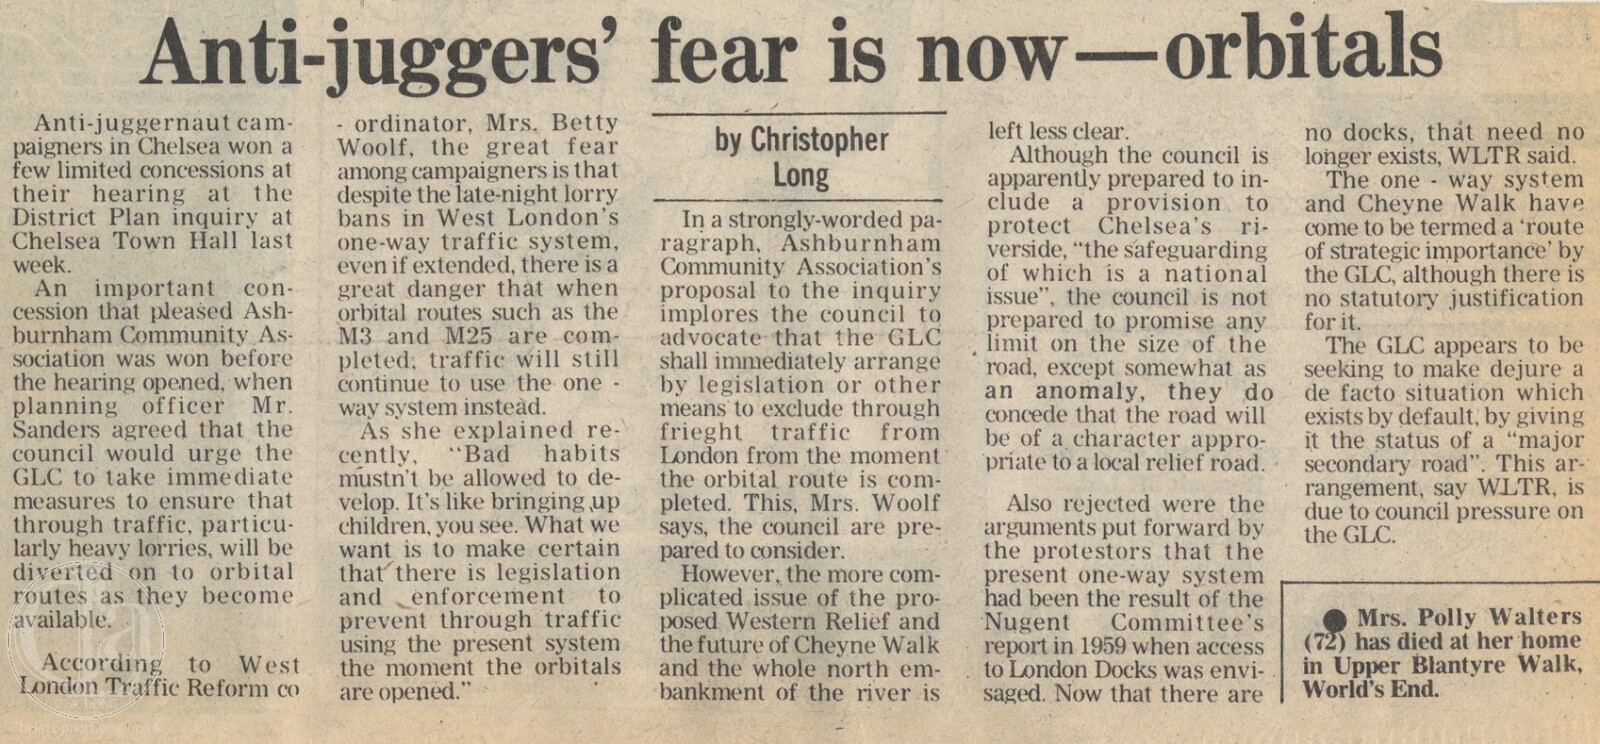 Anti-juggers' fear is now—orbitals
Anti-juggernaut cam-
paigners in Chelsea won a
few limited concessions at
their hearing at the
District Plan inquiry at
Chelsea Town Hall last
week.
An important con-
cession that pleased Ash-
burnham Community As-
sociation was won before
the hearing opened, when
planning officer Mr.
Sanders agreed that the
council would urge the
GLC to take immediate
measures to ensure that
through traffic, particu-
larly heavy lorries, will be
diverted on to orbital
routes as they become
available.
According to West
London Traffic Reform co
- ordinator, Mrs. Betty
Woolf, the great fear
among campaigners is that
despite the late-night lorry
bans in West London's
one-way traffic system,
even if extended, there is a
great danger that when
orbital routes such as the
M3 and M25 are com-
pleted, traffic will still
continue to use the one -
way system instead.
As she explained re-
cently, "Bad habits
mustn't be allowed to de-
velop. It's like bringing up
children, you see. What we
want is to make certain
that there is legislation
and enforcement to
prevent through traffic
using the present system
the moment the orbitals
are opened."
by Christopher
Long
In a strongly-worded pa-
ragraph, Ashburnham
Community Association's
proposal to the inquiry
implores the council to
advocate that the GLC
shall immediately arrange
by legislation or other
means to exclude through
frieght traffic from
London from the moment
the orbital route is com-
pleted. This, Mrs. Woolf
says, the council are pre-
pared to consider.
However, the more com-
plicated issue of the pro-
posed Western Relief and
the future of Cheyne Walk
and the whole north em-
bankment of the river is
left less clear.
Although the council is
apparently prepared to in-
clude a provision to
protect Chelsea's ri-
verside, "the safeguarding
of which is a national
issue", the council is not
prepared to promise any
limit on the size of the
road, except somewhat as
an anomaly, they do
concede that the road will
be of a character appro-
priate to a local relief road.
Also rejected were the
arguments put forward by
the protestors that the
present one-way system
had been the result of the
Nugent Committee's
report in 1959 when access
to London Docks was envi-
saged. Now that there are
no docks, that need no
longer exists, WLTR said.
The one - way system
and Cheyne Walk have
come to be termed a 'route
of strategic importance' by
the GLC, although there is
no statutory justification
for it.
The GLC appears to be
seeking to make dejure a
de facto situation which
exists by default, by giving
it the status of a "major
secondary road". This ar-
rangement, say WLTR, is
due to council pressure on
the GLC.
● Mrs. Polly Walters
(72) has died at her home
in Upper Blantyre Walk,
World's End.